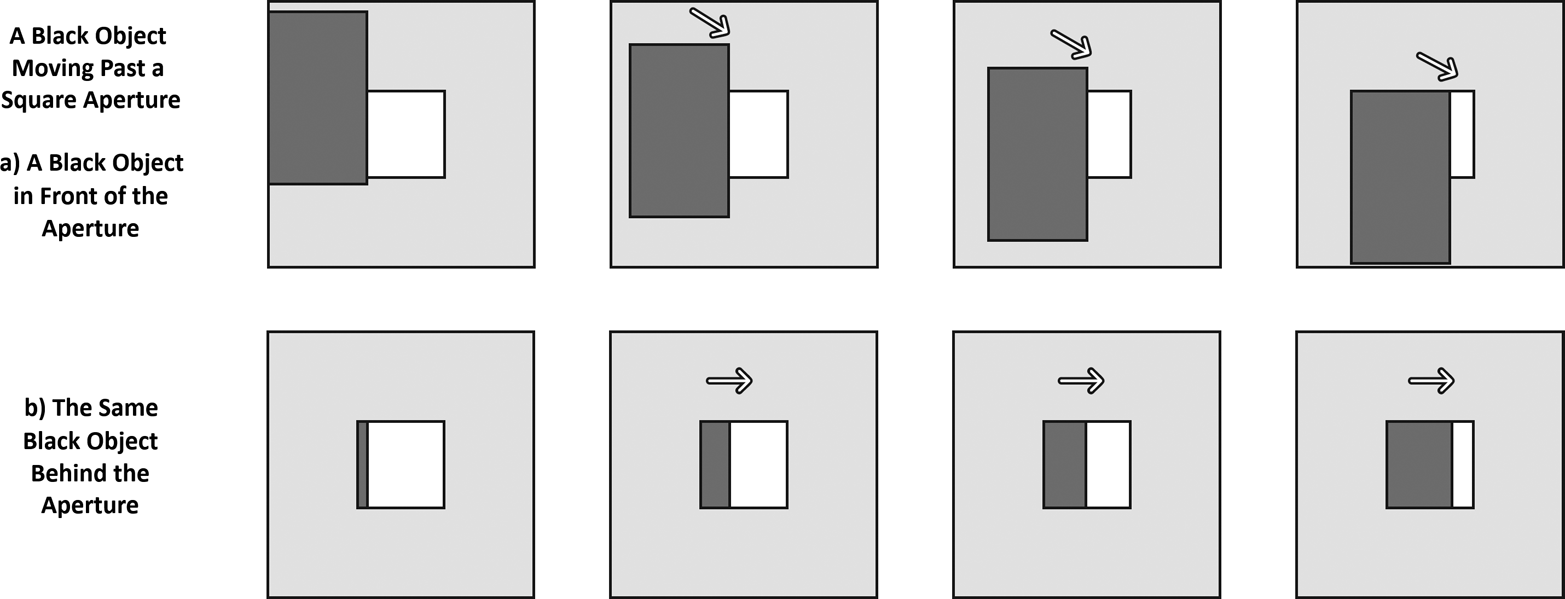 A Black Object
Moving Past a
Square Aperture
a) A Black Object
in Front of the
Aperture
b) The Same
Black Object
Behind the
Aperture